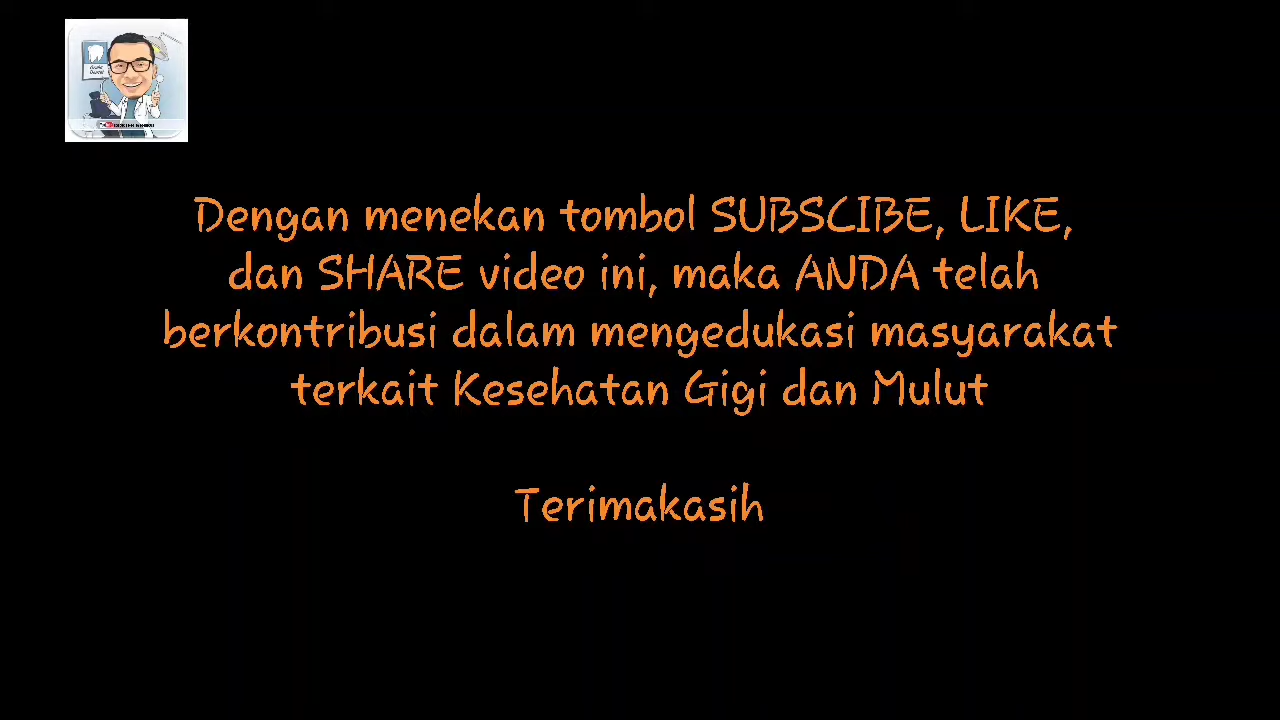 Dengan menekan tombol SUBSCIBE, LIKE,
dan SHARE video ini, maka ANDA telah
berkontribusi dalam mengedukasi masyarakat
terkait Kesehatan Gigi dan Mulut
Terimakasih